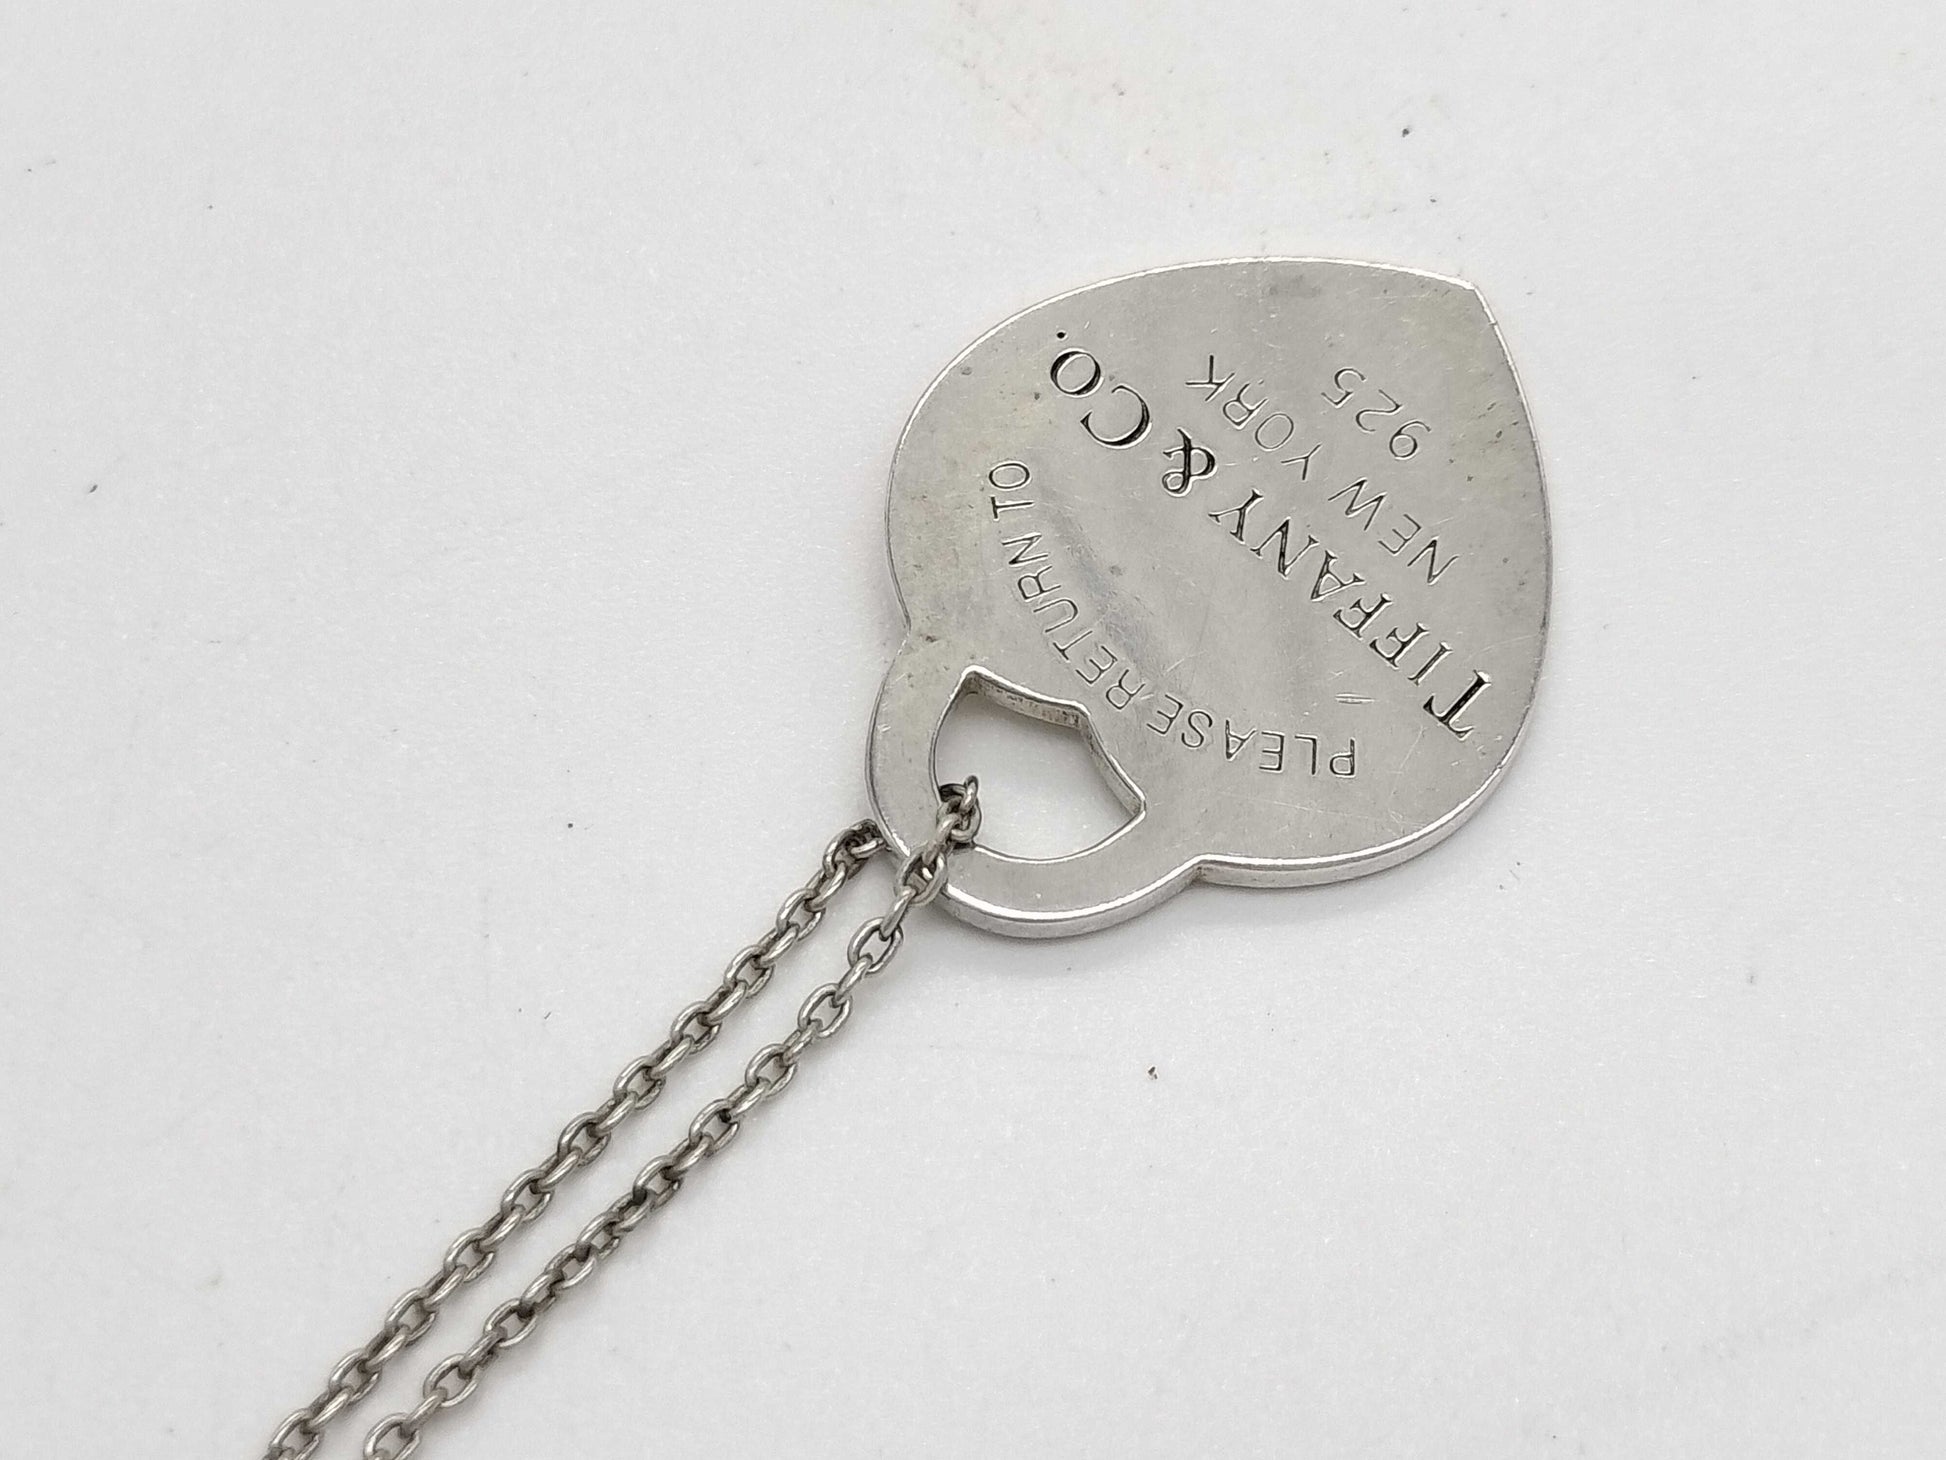 PLEASE RETURN TO
TIFFANY & CO.
NEW YORK
925